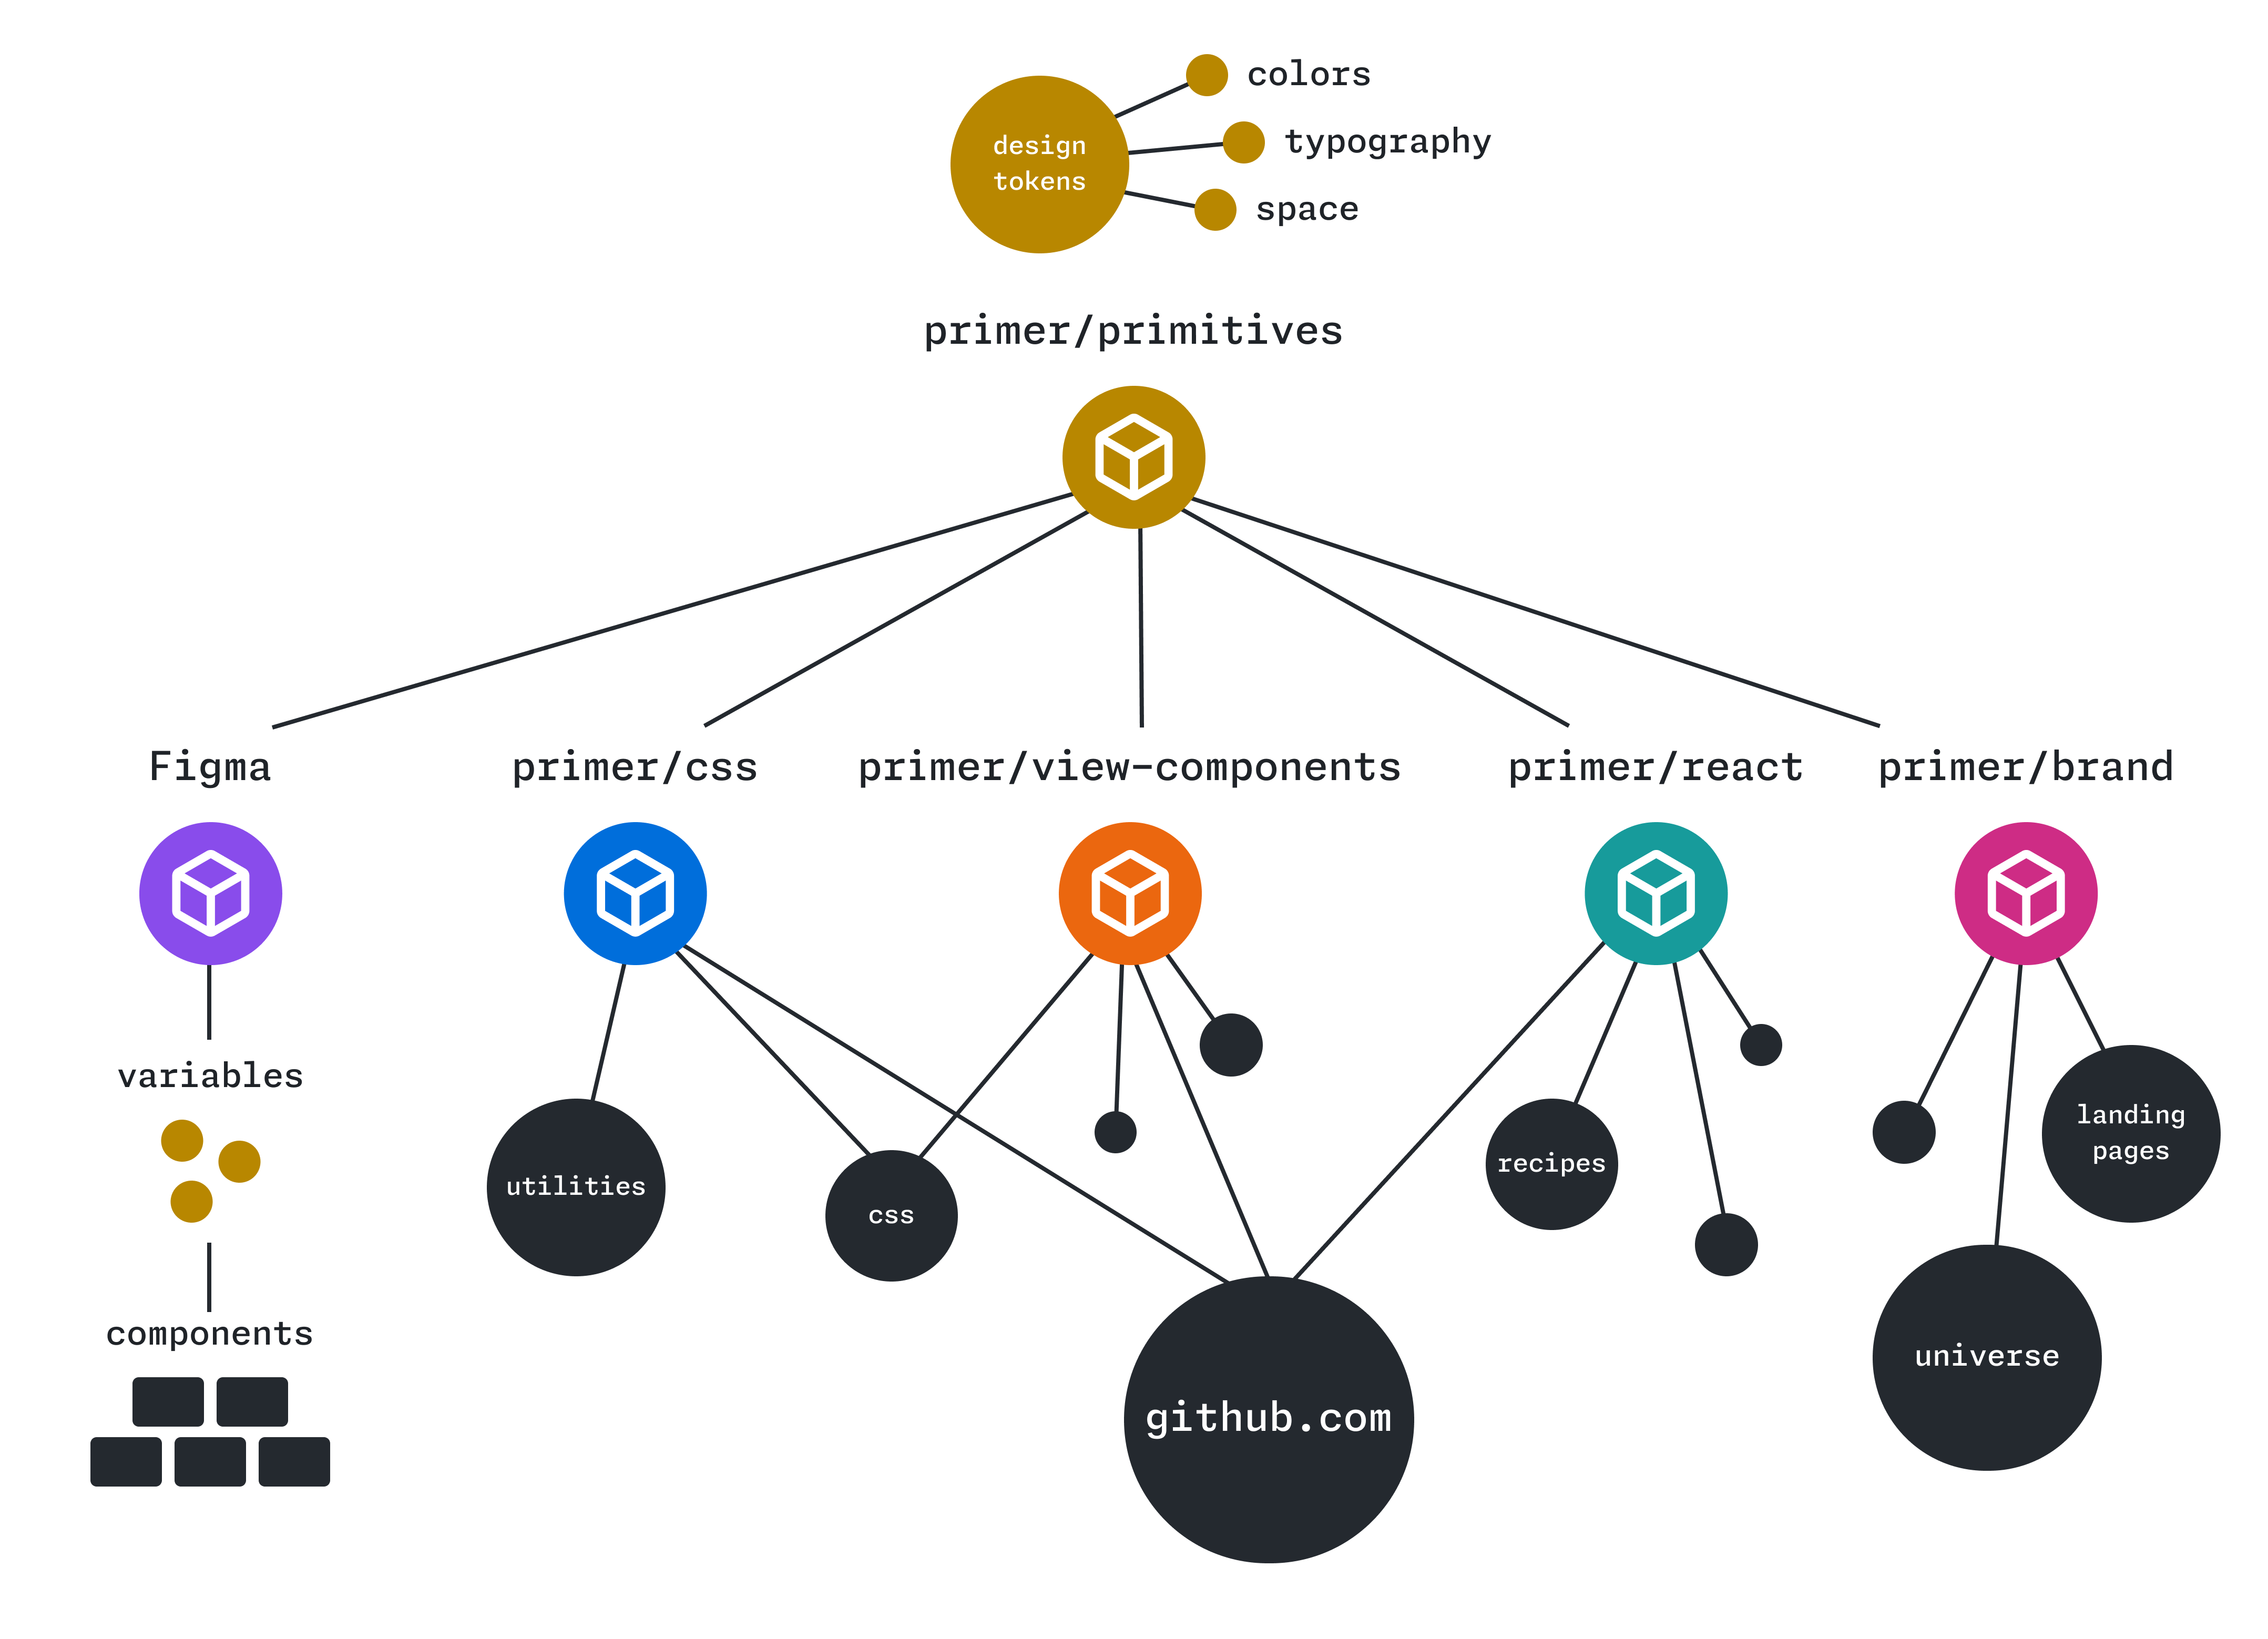 colors
design
tokens
typography
space
primer/primitives
Figma
primer/css
primer/view-components
primer/react
primer/brand
variables
utilities
css
recipes
landing
pages
components
github.com
universe